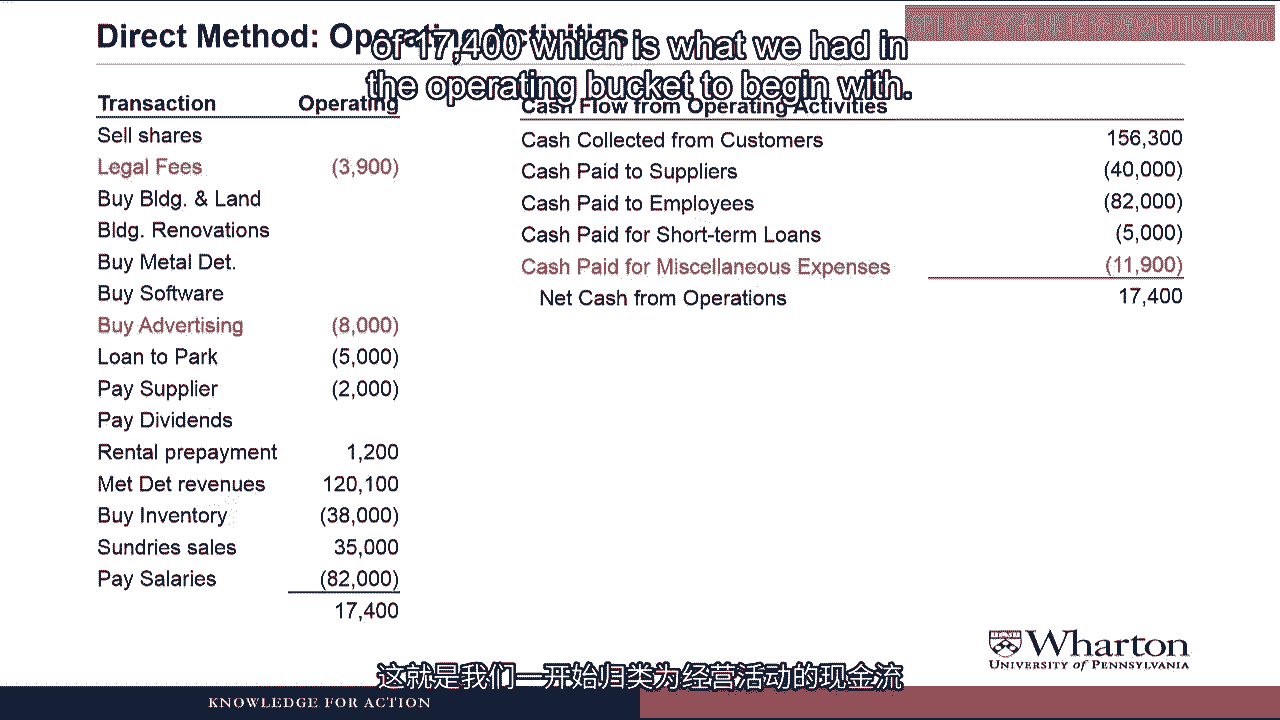 Direct Method: Operating Activities
of 17,400 which is what we had in
the operating bucket to begin with.
Transaction Operating
Sell shares
Legal Fees (3,900)
Buy Bldg. & Land
Bldg. Renovations
Buy Metal Det.
Buy Software
Buy Advertising (8,000)
Loan to Park (5,000)
Pay Supplier (2,000)
Pay Dividends
Rental prepayment 1,200
Met Det revenues 120,100
Buy Inventory (38,000)
Sundries sales 35,000
Pay Salaries (82,000)
17,400
Cash Flow from Operating Activities
Cash Collected from Customers 156,300
Cash Paid to Suppliers (40,000)
Cash Paid to Employees (82,000)
Cash Paid for Short-term Loans (5,000)
Cash Paid for Miscellaneous Expenses (11,900)
Net Cash from Operations 17,400
Wharton
UNIVERSITY of PENNSYLVANIA
这就是我们一开始归类为经营活动的现金流
KNOWLEDGE FOR ACTION